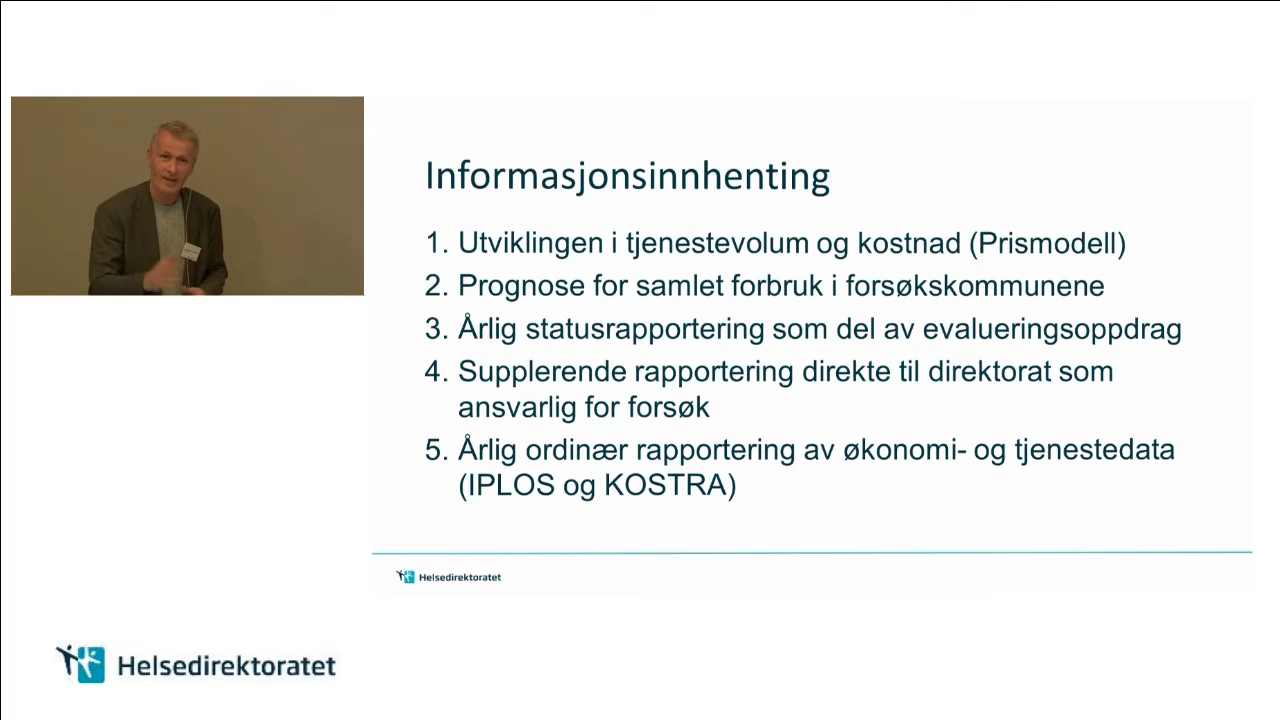 Informasjonsinnhenting
1. Utviklingen i tjenestevolum og kostnad (Prismodell)
2. Prognose for samlet forbruk i forsøkskommunene
3. Årlig statusrapportering som del av evalueringsoppdrag
4. Supplerende rapportering direkte til direktorat som
ansvarlig for forsøk
5. Årlig ordinær rapportering av økonomi- og tjenestedata
(IPLOS og KOSTRA)
Helsedirektoratet
Helsedirektoratet